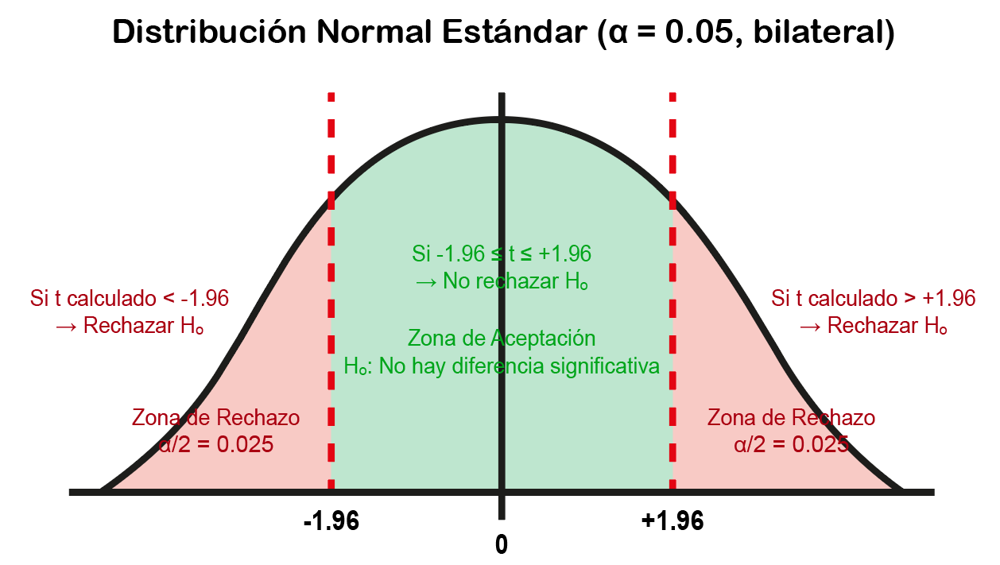 Distribución Normal Estándar (α = 0.05, bilateral)
Si -1.96 ≤ t ≤ +1.96
→ No rechazar Hₒ
Si t calculado < -1.96
→ Rechazar Hₒ
Si t calculado > +1.96
→ Rechazar Hₒ
Zona de Aceptación
Hₒ: No hay diferencia significativa
Zona de Rechazo
α/2 = 0.025
Zona de Rechazo
α/2 = 0.025
-1.96
+1.96
0